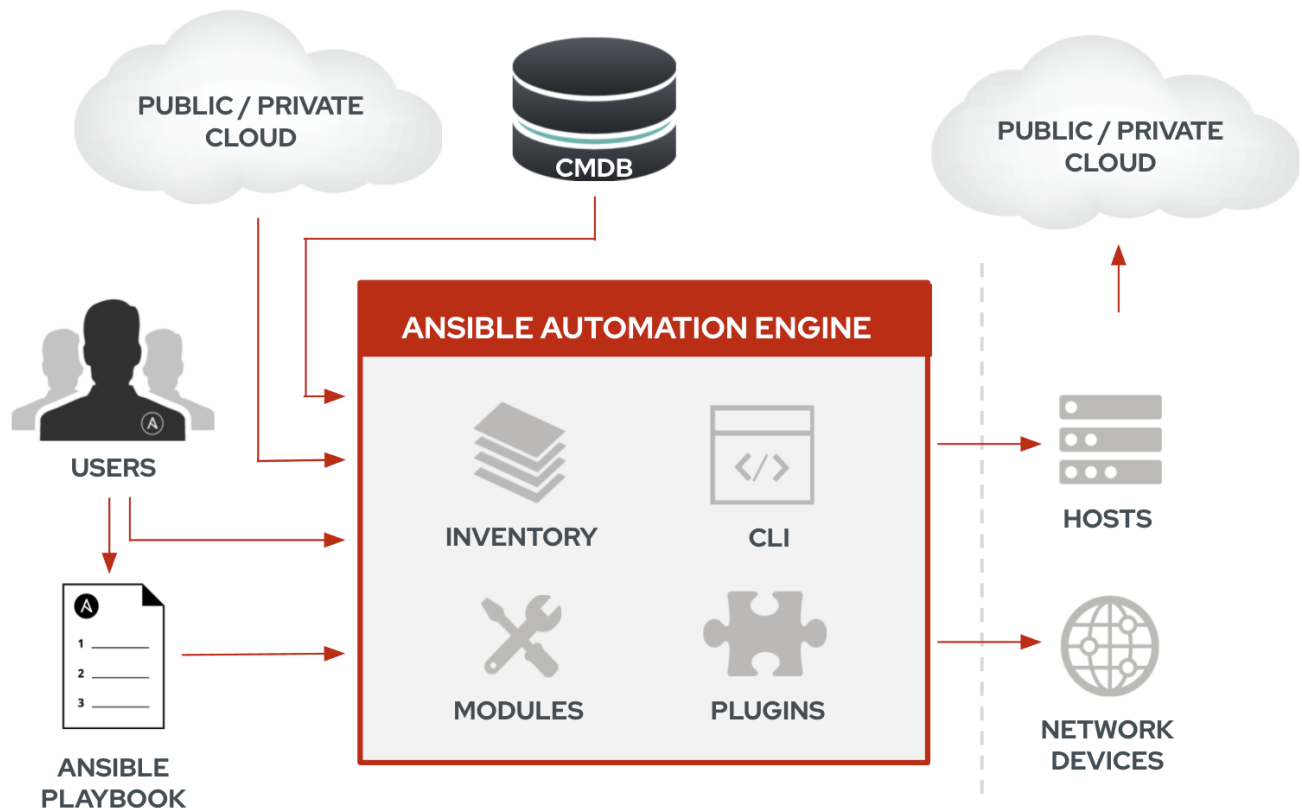 PUBLIC / PRIVATE
CLOUD
CMDB
PUBLIC / PRIVATE
CLOUD
USERS
ANSIBLE AUTOMATION ENGINE
INVENTORY
</>
CLI
HOSTS
A
1
2
3
MODULES
PLUGINS
ANSIBLE
PLAYBOOK
NETWORK
DEVICES